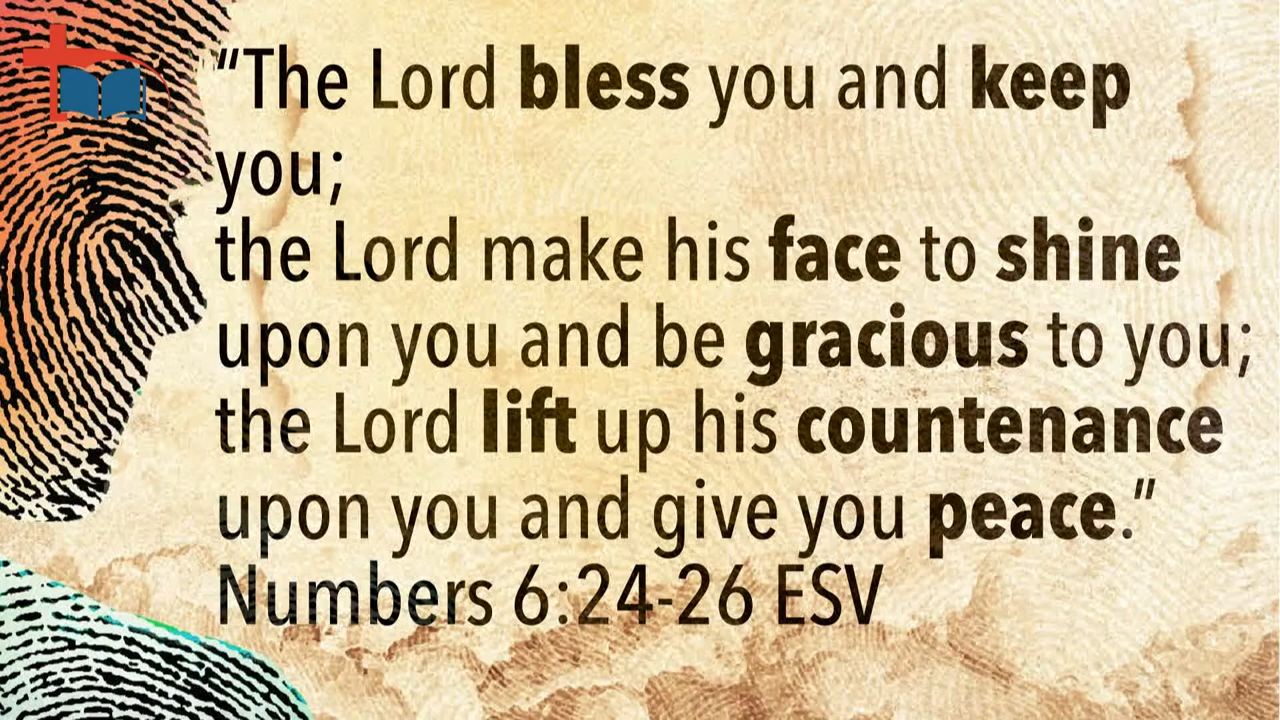 “The Lord bless you and keep
you;
the Lord make his face to shine
upon you and be gracious to you;
the Lord lift up his countenance
upon you and give you peace.”
Numbers 6:24-26 ESV